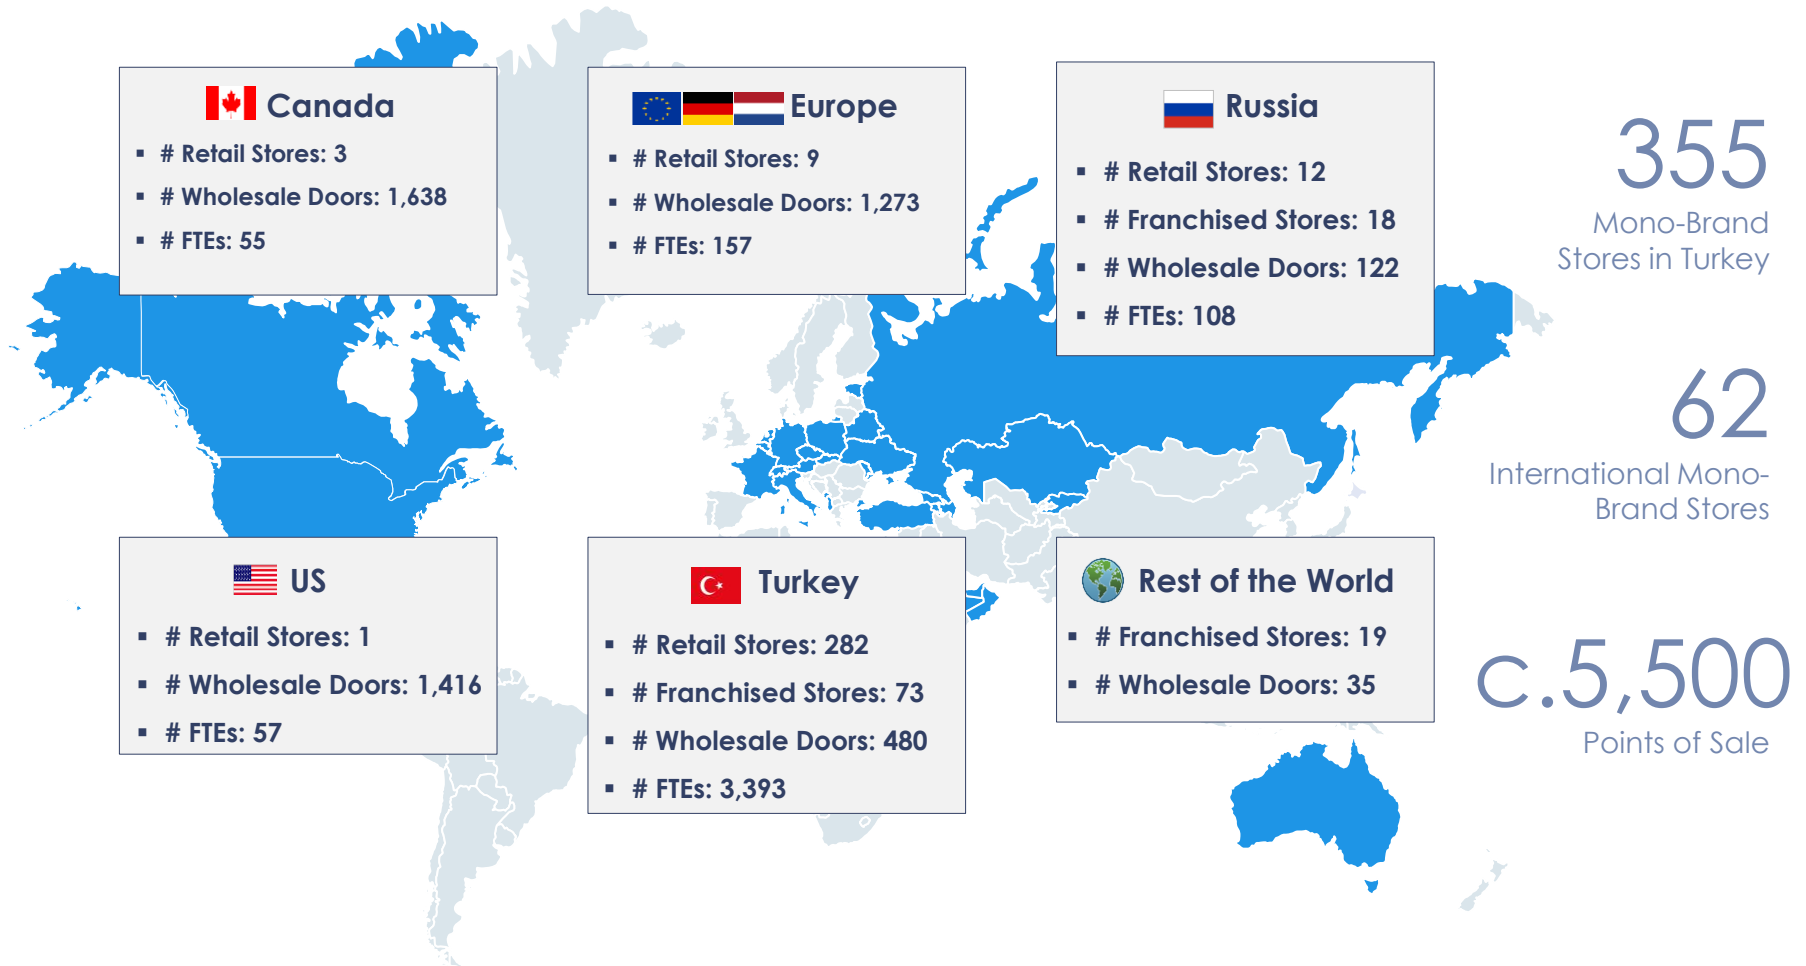 Canada
▪ # Retail Stores: 3
▪ # Wholesale Doors: 1,638
▪ # FTEs: 55
Europe
▪ # Retail Stores: 9
▪ # Wholesale Doors: 1,273
▪ # FTEs: 157
Russia
▪ # Retail Stores: 12
▪ # Franchised Stores: 18
▪ # Wholesale Doors: 122
▪ # FTEs: 108
355
Mono-Brand
Stores in Turkey
62
International Mono-
Brand Stores
c.5,500
Points of Sale
US
▪ # Retail Stores: 1
▪ # Wholesale Doors: 1,416
▪ # FTEs: 57
Turkey
▪ # Retail Stores: 282
▪ # Franchised Stores: 73
▪ # Wholesale Doors: 480
▪ # FTEs: 3,393
Rest of the World
▪ # Franchised Stores: 19
▪ # Wholesale Doors: 35